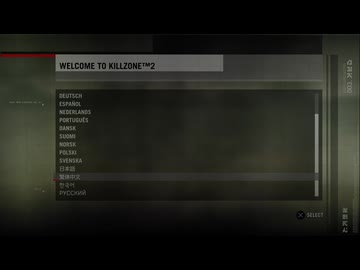 WELCOME TO KILLZONE™2
DEUTSCH
ESPAÑOL
NEDERLANDS
PORTUGUÊS
DANSK
SUOMI
NORSK
POLSKI
SVENSKA
日本語
繁体中文
한국어
РУССКИЙ
SELECT